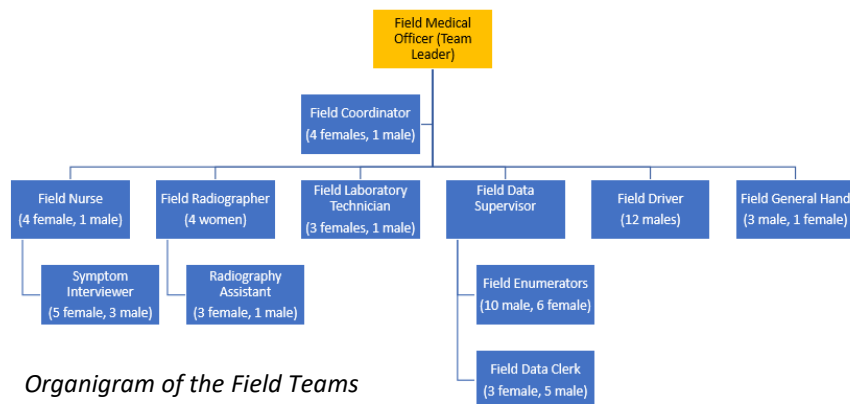 Field Medical
Officer (Team
Leader)
Field Coordinator
(4 females, 1 male)
Field Nurse
(4 female, 1 male)
Field Radiographer
(4 women)
Field Laboratory
Technician
(3 females, 1 male)
Field Data
Supervisor
Field Driver
(12 males)
Field General Hand
(3 male, 1 female)
Symptom
Interviewer
(5 female, 3 male)
Radiography
Assistant
(3 female, 1 male)
Field Enumerators
(10 male, 6 female)
Field Data Clerk
(3 female, 5 male)
Organigram of the Field Teams